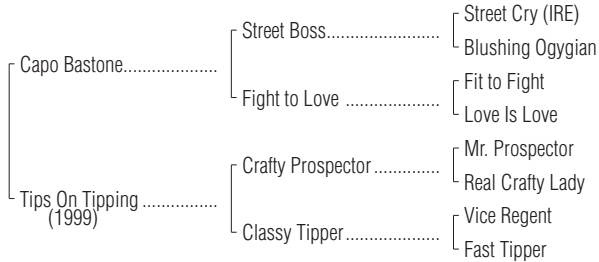 Street Cry (IRE)
Street Boss.......................
Blushing Ogygian
Capo Bastone....................
Fit to Fight
Fight to Love ....................
Love Is Love
Mr. Prospector
Crafty Prospector..............
Real Crafty Lady
Tips On Tipping ................
(1999)
Vice Regent
Classy Tipper....................
Fast Tipper